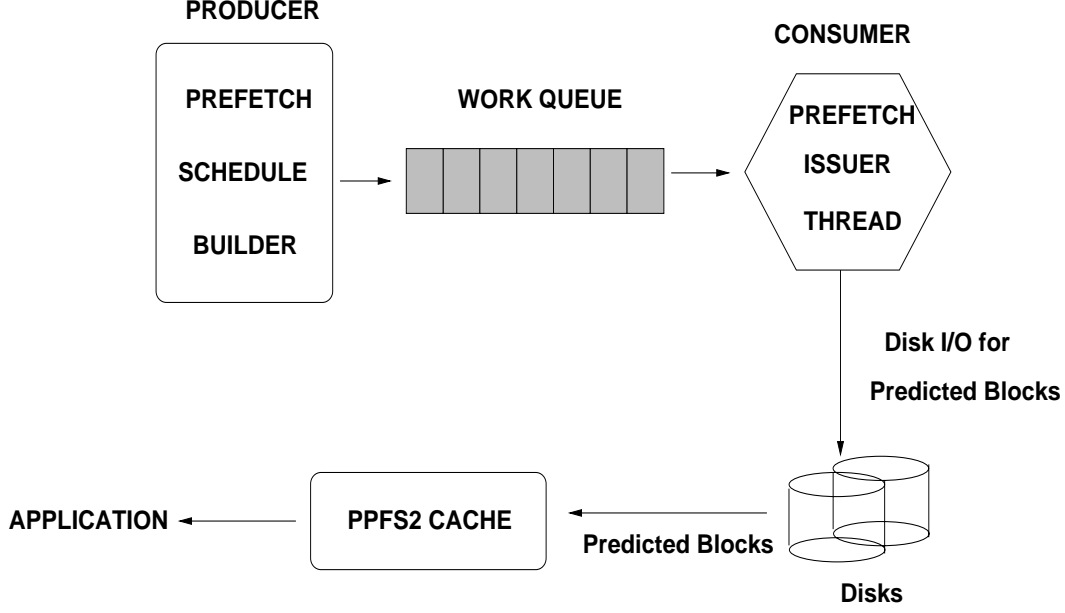 PRODUCER
PREFETCH
SCHEDULE
BUILDER
WORK QUEUE
CONSUMER
PREFETCH
ISSUER
THREAD
Disk I/O for
Predicted Blocks
APPLICATION
PPFS2 CACHE
Predicted Blocks
Disks